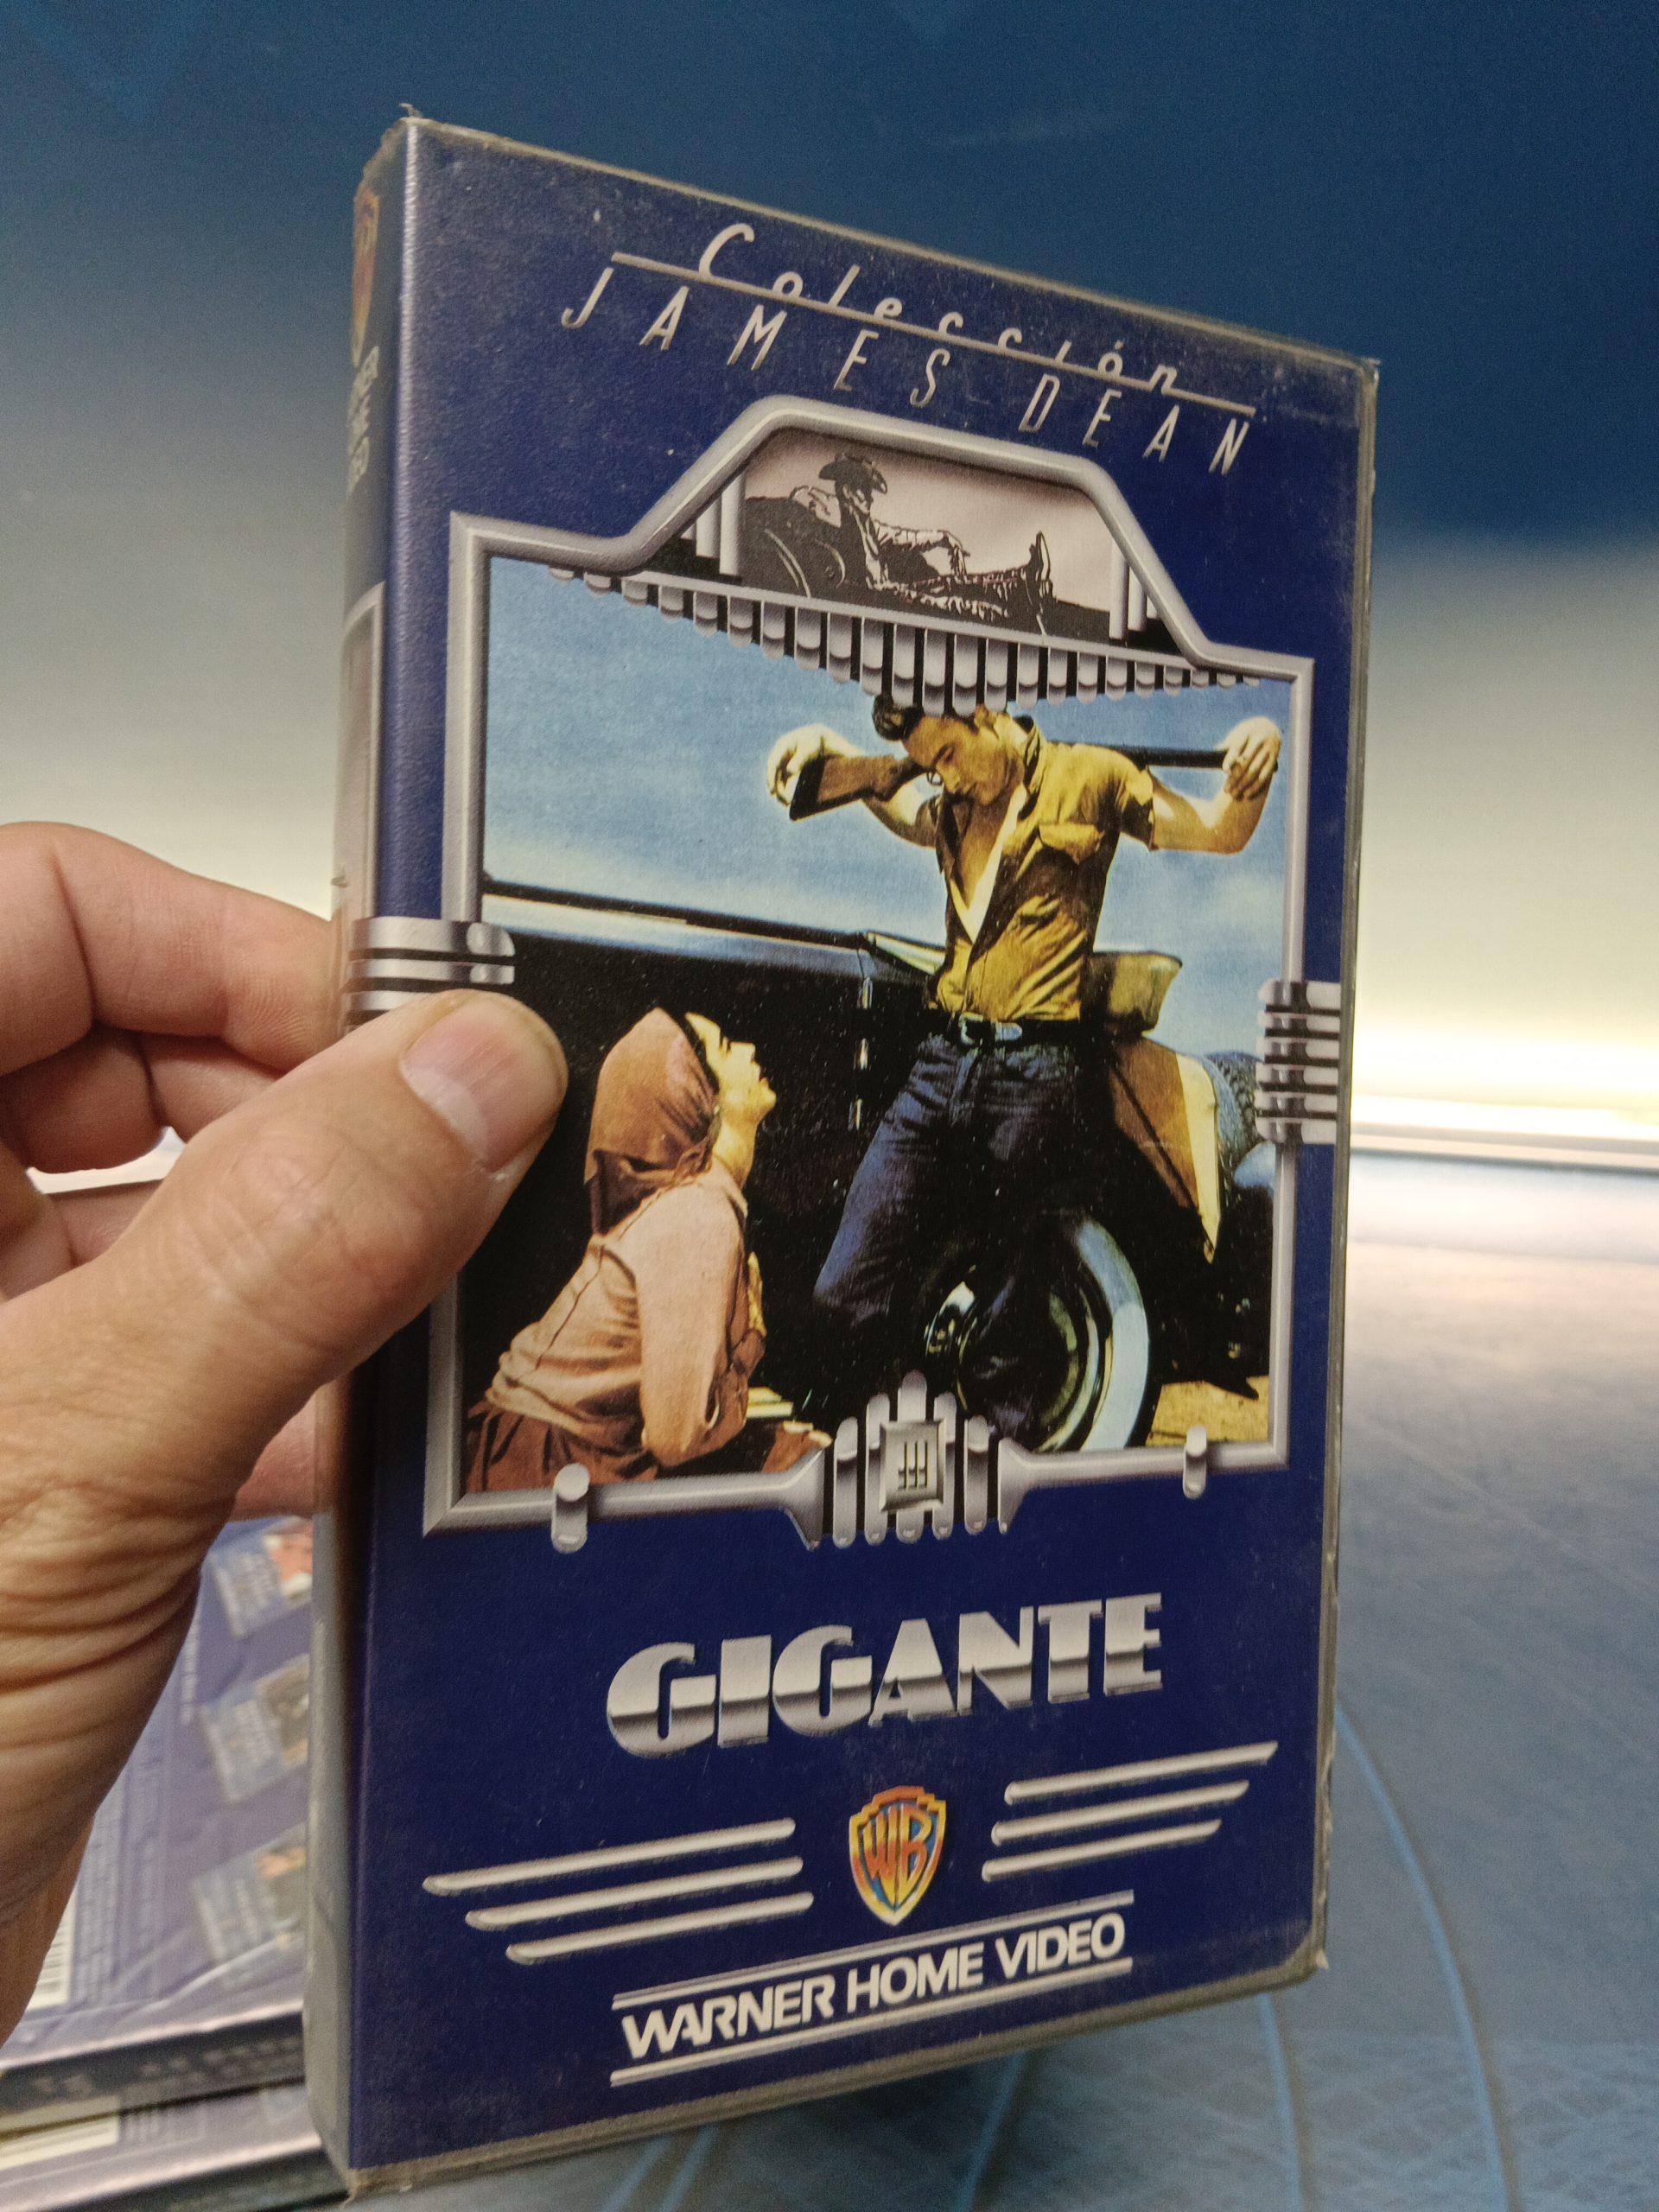 Colección
JAMES DEAN
GIGANTE
WB
WARNER HOME VIDEO